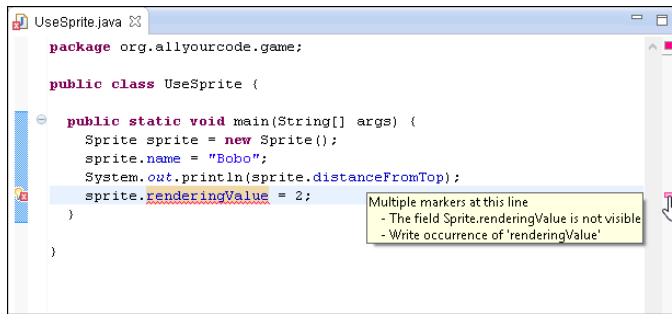 UseSprite.java
package org.allyourcode.game;
public class UseSprite {
public static void main(String[] args) {
Sprite sprite = new Sprite();
sprite.name = "Bobo";
System.out.println(sprite.distanceFromTop);
sprite.renderingValue = 2;
Multiple markers at this line
- The field Sprite.renderingValue is not visible
- Write occurrence of 'renderingValue'
}
}